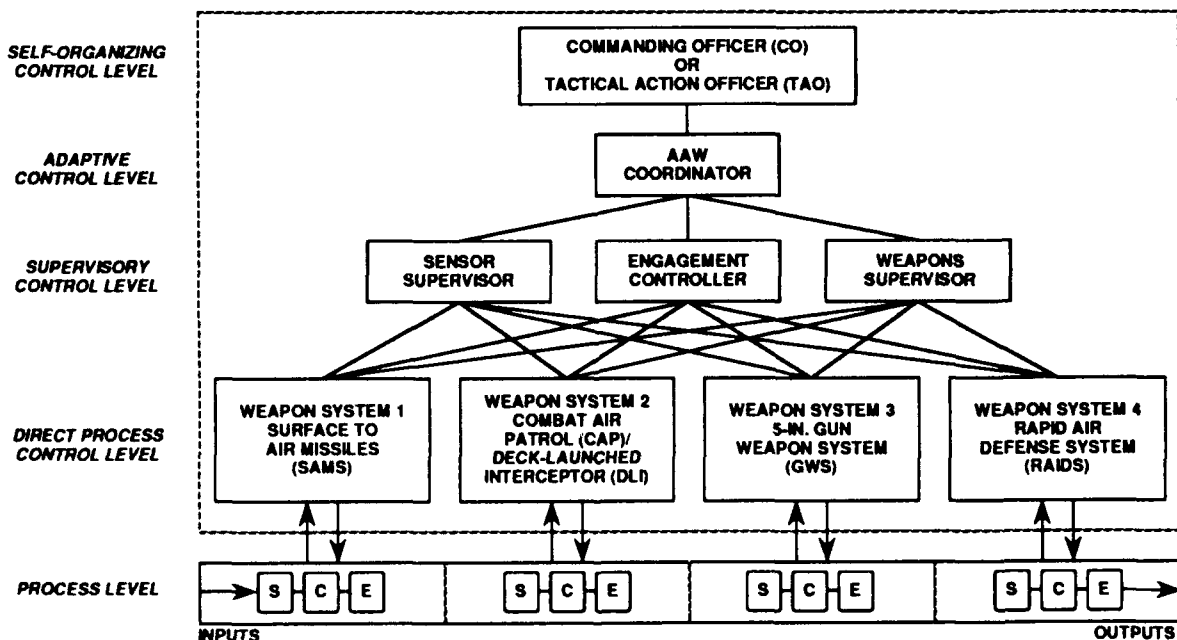 SELF-ORGANIZING
CONTROL LEVEL
COMMANDING OFFICER (CO)
OR
TACTICAL ACTION OFFICER (TAO)
ADAPTIVE
CONTROL LEVEL
AAW
COORDINATOR
SUPERVISORY
CONTROL LEVEL
SENSOR
SUPERVISOR
ENGAGEMENT
CONTROLLER
WEAPONS
SUPERVISOR
DIRECT PROCESS
CONTROL LEVEL
WEAPON SYSTEM 1
SURFACE TO
AIR MISSILES
(SAMS)
WEAPON SYSTEM 2
COMBAT AIR
PATROL (CAP)/
DECK-LAUNCHED
INTERCEPTOR (DLI)
WEAPON SYSTEM 3
5-IN. GUN
WEAPON SYSTEM
(GWS)
WEAPON SYSTEM 4
RAPID AIR
DEFENSE SYSTEM
(RAIDS)
PROCESS LEVEL
S C E
S C E
S C E
S C E
INPUTS
OUTPUTS